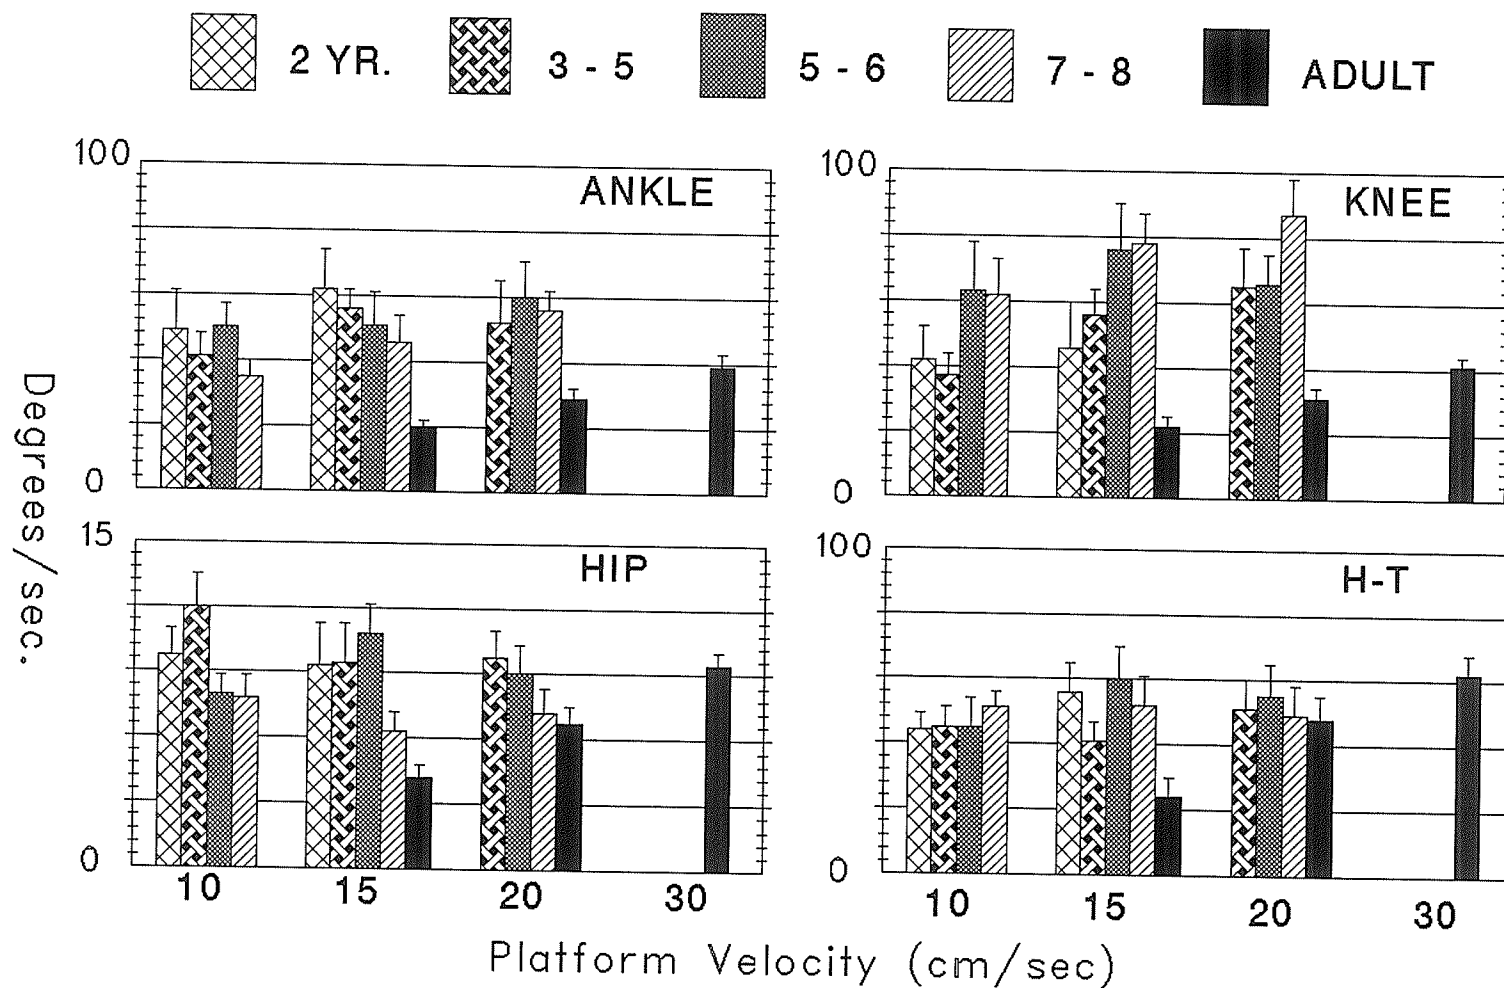 2 YR. 3 - 5 5 - 6 7 - 8 ADULT
100 ANKLE
0
100 KNEE
0
Degrees/sec.
15 HIP
0
10 15 20 30
100 H-T
0
10 15 20 30
Platform Velocity (cm/sec)